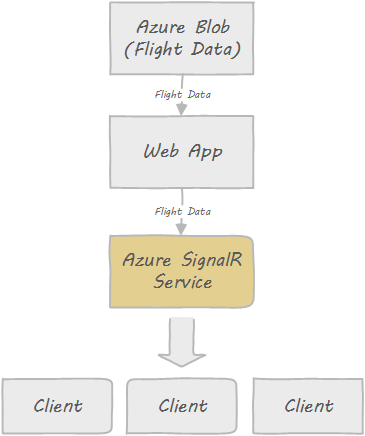 Azure Blob
(Flight Data)
Flight Data
Web App
Flight Data
Azure SignalR
Service
Client
Client
Client